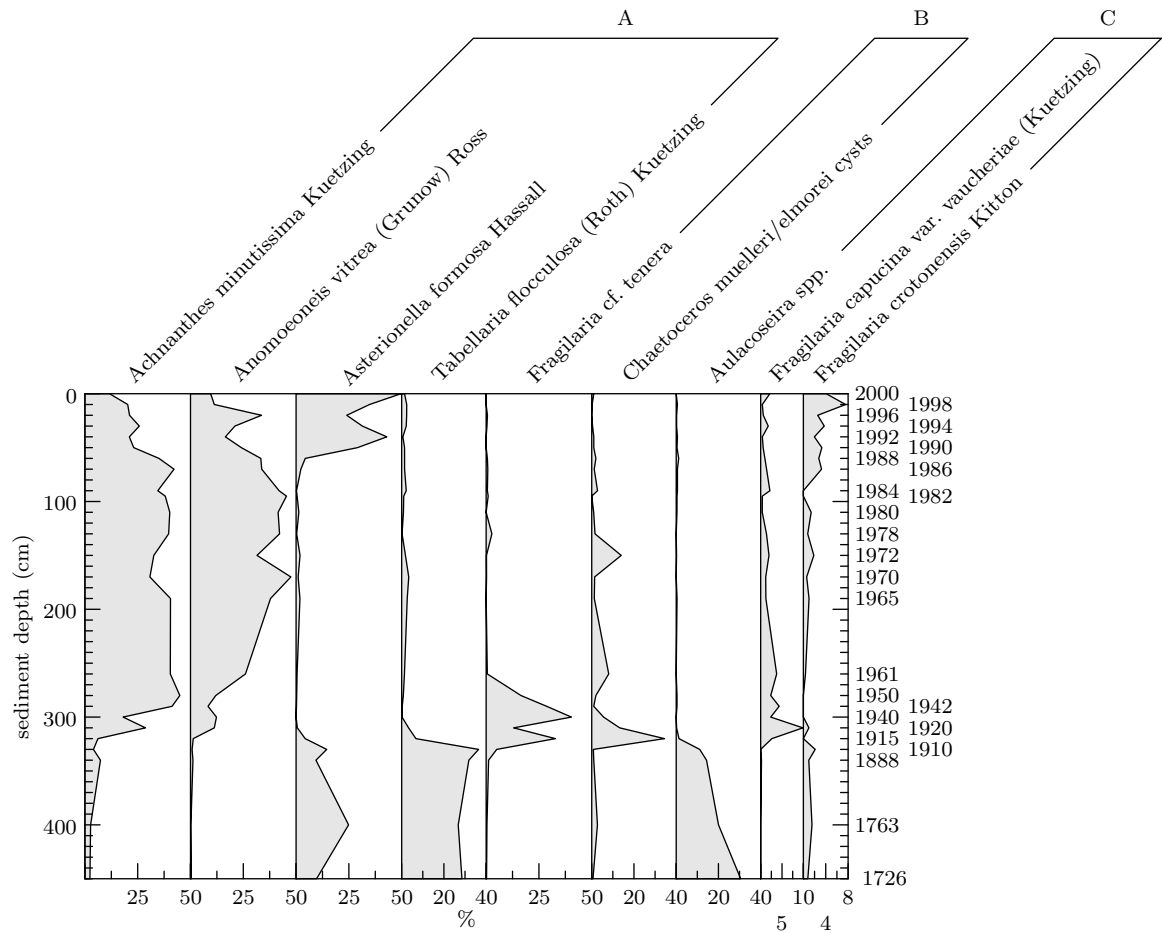 A B C
Achnanthes minutissima Kuetzing
Anomoeoneis vitrea (Grunow) Ross
Asterionella formosa Hassall
Tabellaria flocculosa (Roth) Kuetzing
Fragilaria cf. tenera
Chaetoceros muelleri/elmorei cysts
Aulacoseira spp.
Fragilaria capucina var. vaucheriae (Kuetzing)
Fragilaria crotonensis Kitton
sediment depth (cm)
0
100
200
300
400
2000
1998
1996
1994
1992
1990
1988
1986
1984
1982
1980
1978
1972
1970
1965
1961
1950
1942
1940
1920
1915
1910
1888
1763
1726
25 50 25 50 25 50 20 40 25 50 20 40 20 40 10 8
% 5 4